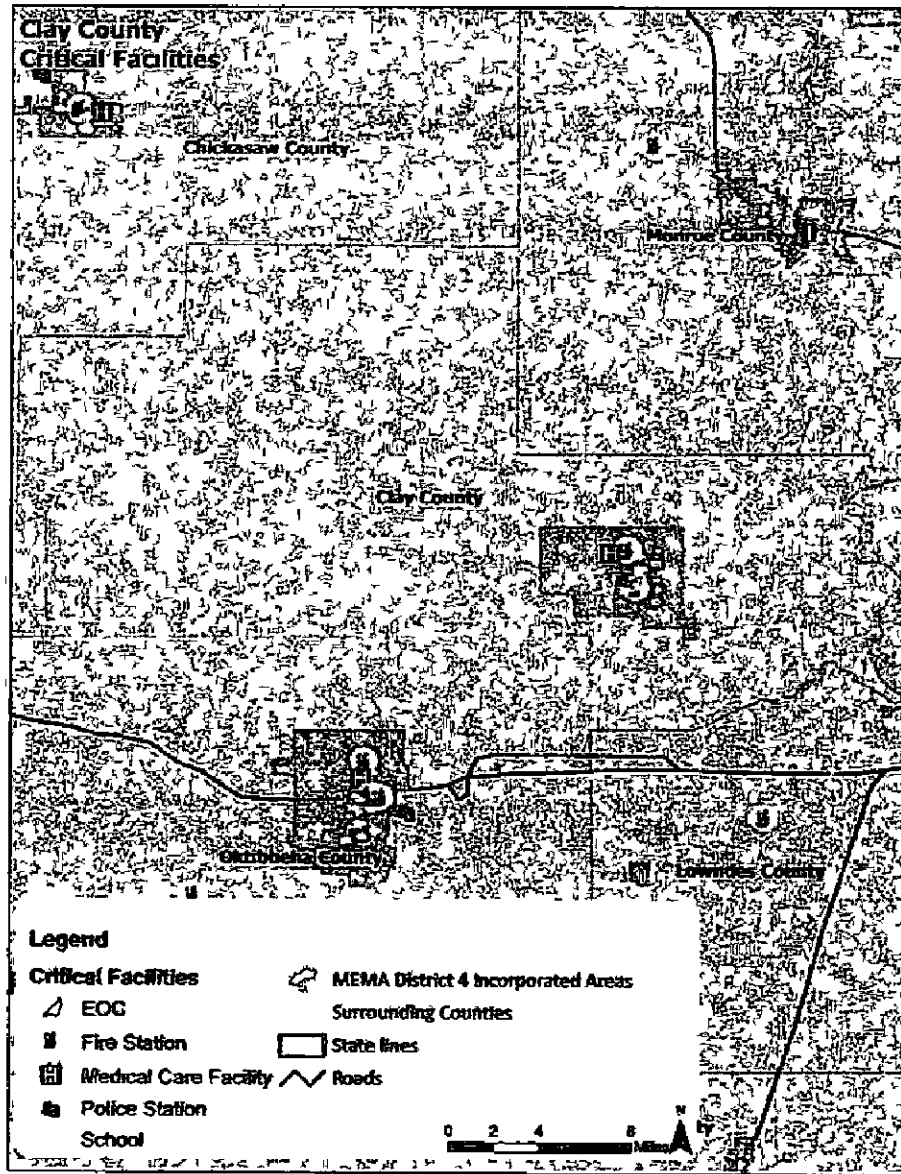 Clay County
Critical Facilities
Chickasaw County
Monroe County
Clay County
Oktibbeha County
Lowndes County
Legend
Critical Facilities
EOC
Fire Station
Medical Care Facility
Police Station
School
MEMA District 4 Incorporated Areas
Surrounding Counties
State lines
Roads
0 2 4 8
Miles
N
ty